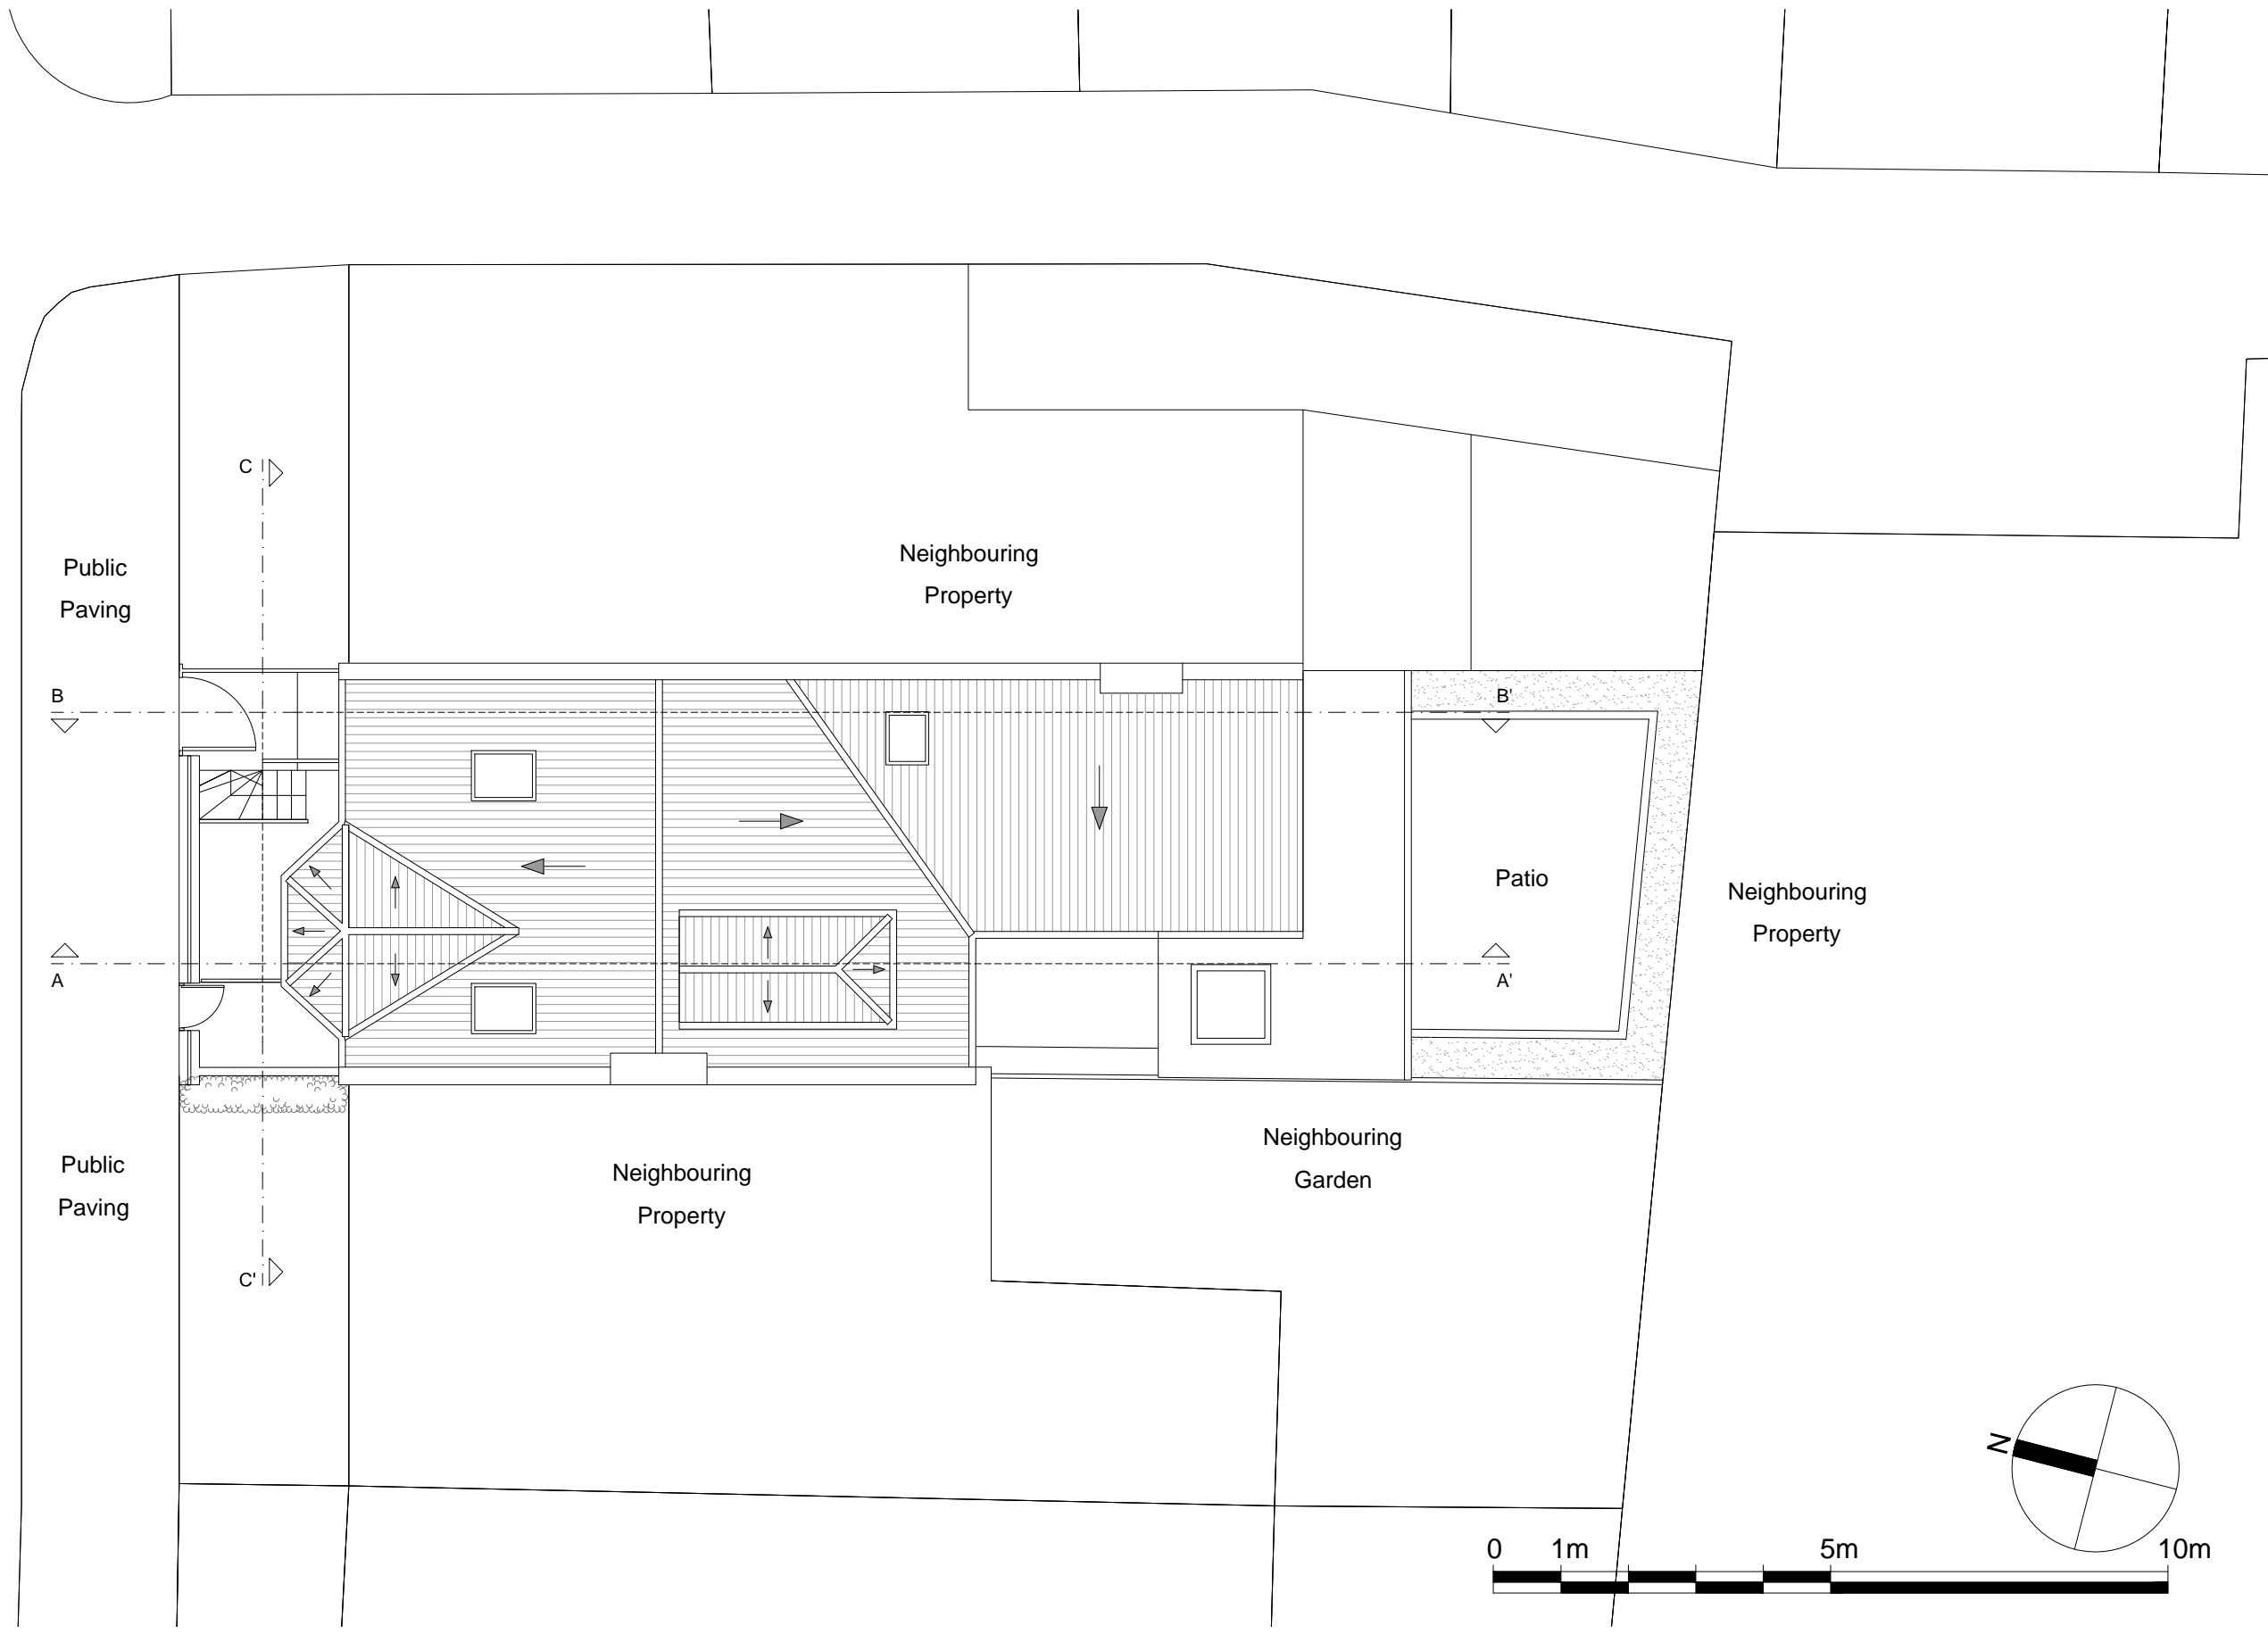 C
Neighbouring
Property
Public
Paving
B
B'
Patio
Neighbouring
Property
A
A'
Neighbouring
Garden
Public
Paving
Neighbouring
Property
C'
N
0 1m 5m 10m